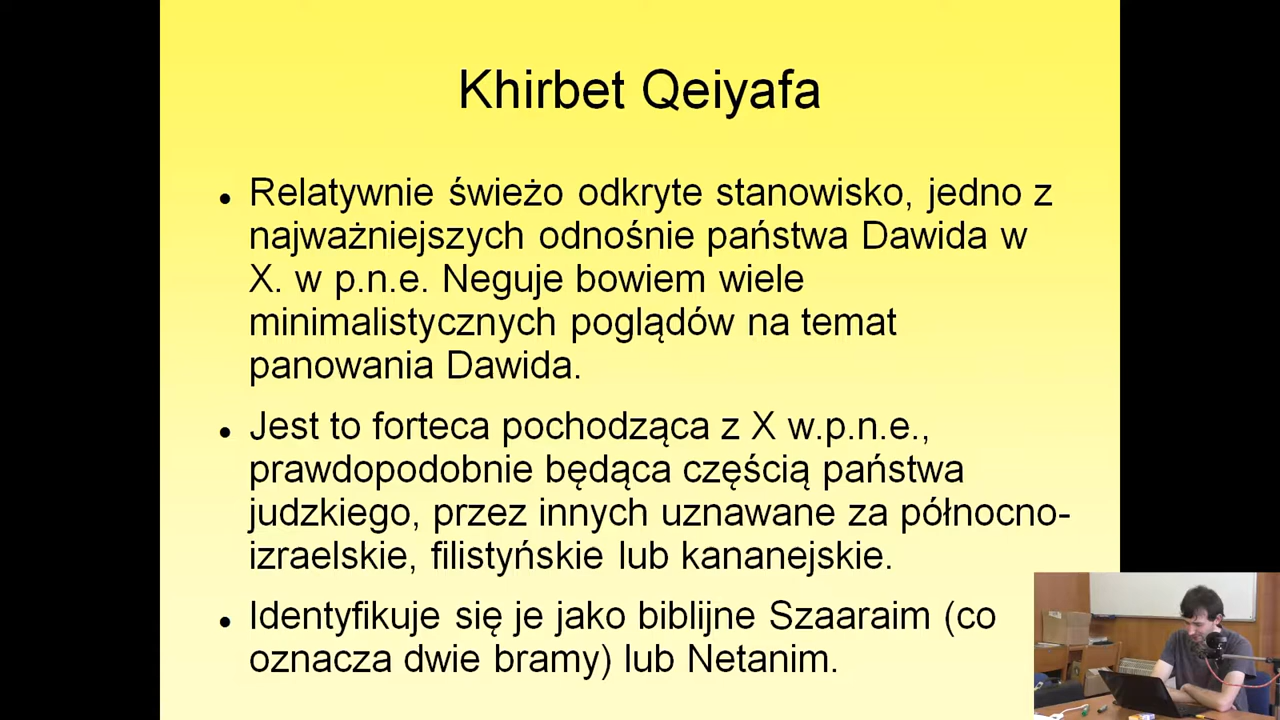 Khirbet Qeiyafa
• Relatywnie świeżo odkryte stanowisko, jedno z
najważniejszych odnośnie państwa Dawida w
X. w p.n.e. Neguje bowiem wiele
minimalistycznych poglądów na temat
panowania Dawida.
• Jest to forteca pochodząca z X w.p.n.e.,
prawdopodobnie będąca częścią państwa
judzkiego, przez innych uznawane za północno-
izraelskie, filistyńskie lub kananejskie.
• Identyfikuje się je jako biblijne Szaaraim (co
oznacza dwie bramy) lub Netanim.